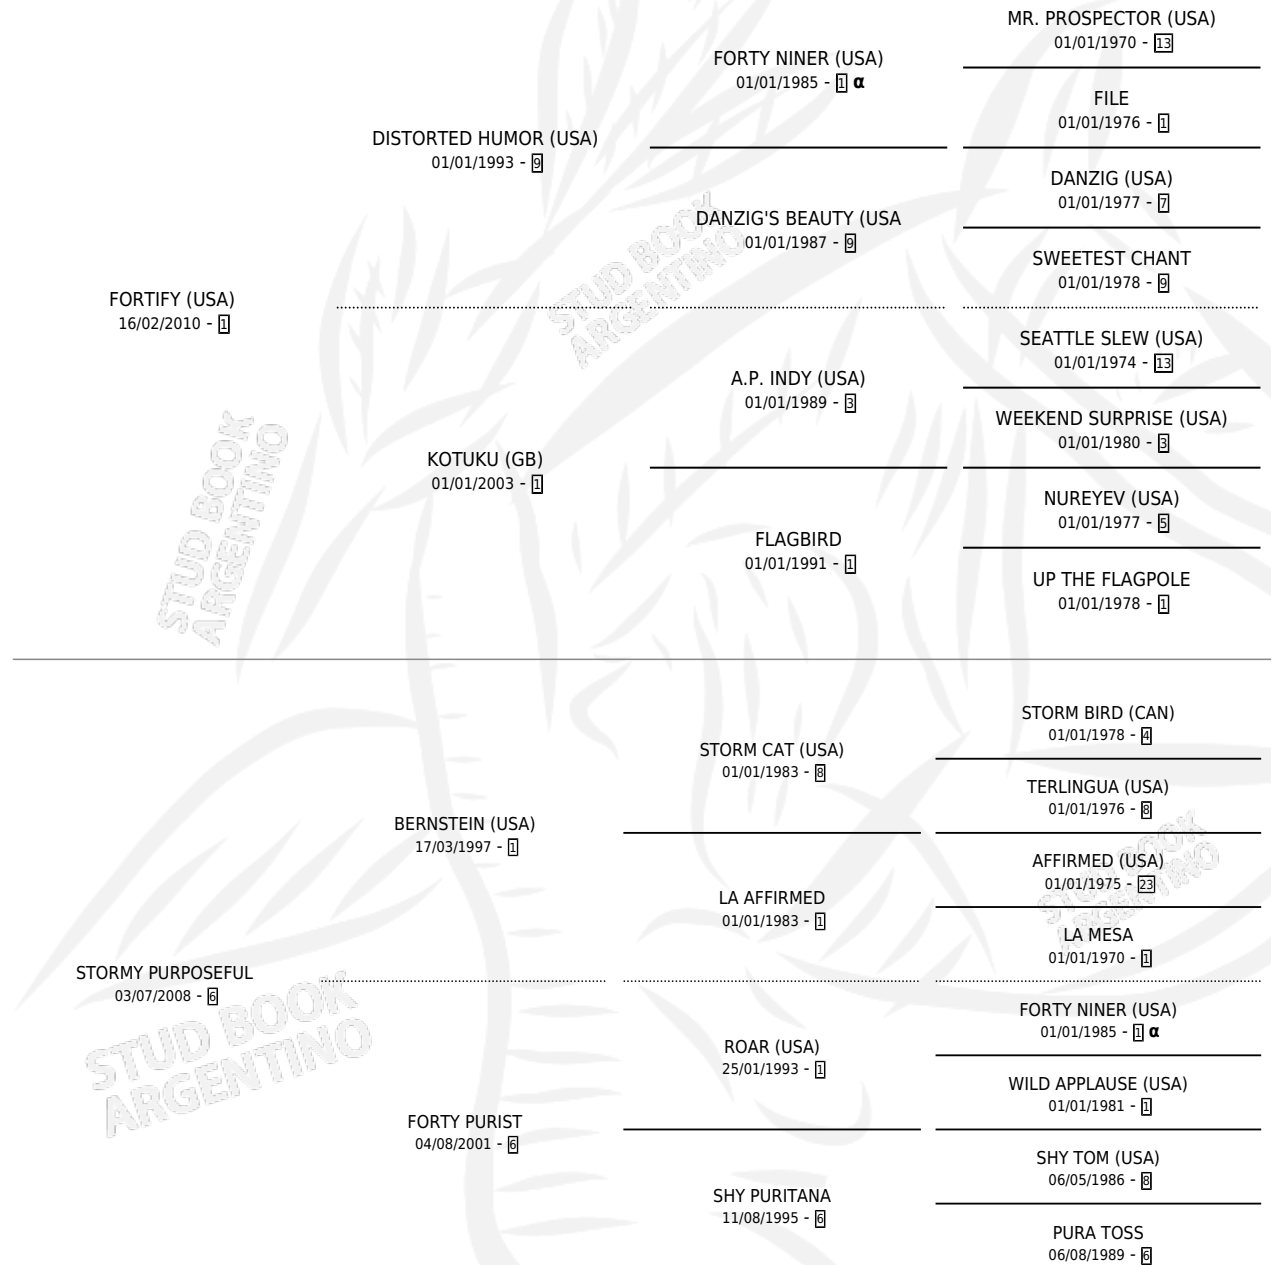 MR. PROSPECTOR (USA)
01/01/1970 - 13
FORTY NINER (USA)
01/01/1985 - 1 α
FILE
01/01/1976 - 1
DISTORTED HUMOR (USA)
01/01/1993 - 9
DANZIG (USA)
01/01/1977 - 7
DANZIG'S BEAUTY (USA
01/01/1987 - 9
SWEETEST CHANT
01/01/1978 - 9
FORTIFY (USA)
16/02/2010 - 1
SEATTLE SLEW (USA)
01/01/1974 - 13
A.P. INDY (USA)
01/01/1989 - 3
WEEKEND SURPRISE (USA)
01/01/1980 - 3
KOTUKU (GB)
01/01/2003 - 1
NUREYEV (USA)
01/01/1977 - 5
FLAGBIRD
01/01/1991 - 1
UP THE FLAGPOLE
01/01/1978 - 1
STORM BIRD (CAN)
01/01/1978 - 4
STORM CAT (USA)
01/01/1983 - 8
TERLINGUA (USA)
01/01/1976 - 8
BERNSTEIN (USA)
17/03/1997 - 1
AFFIRMED (USA)
01/01/1975 - 23
LA AFFIRMED
01/01/1983 - 1
LA MESA
01/01/1970 - 1
STORMY PURPOSEFUL
03/07/2008 - 6
FORTY NINER (USA)
01/01/1985 - 1 α
ROAR (USA)
25/01/1993 - 1
WILD APPLAUSE (USA)
01/01/1981 - 1
FORTY PURIST
04/08/2001 - 6
SHY TOM (USA)
06/05/1986 - 8
SHY PURITANA
11/08/1995 - 6
PURA TOSS
06/08/1989 - 6
STUD BOOK
ARGENTINO
STUD BOOK
ARGENTINO
STUD BOOK
ARGENTINO
STUD BOOK
ARGENTINO